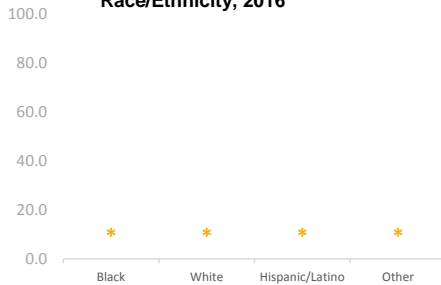 Race/Ethnicity, 2016
100.0
80.0
60.0
40.0
20.0
* * * *
0.0
Black White Hispanic/Latino Other